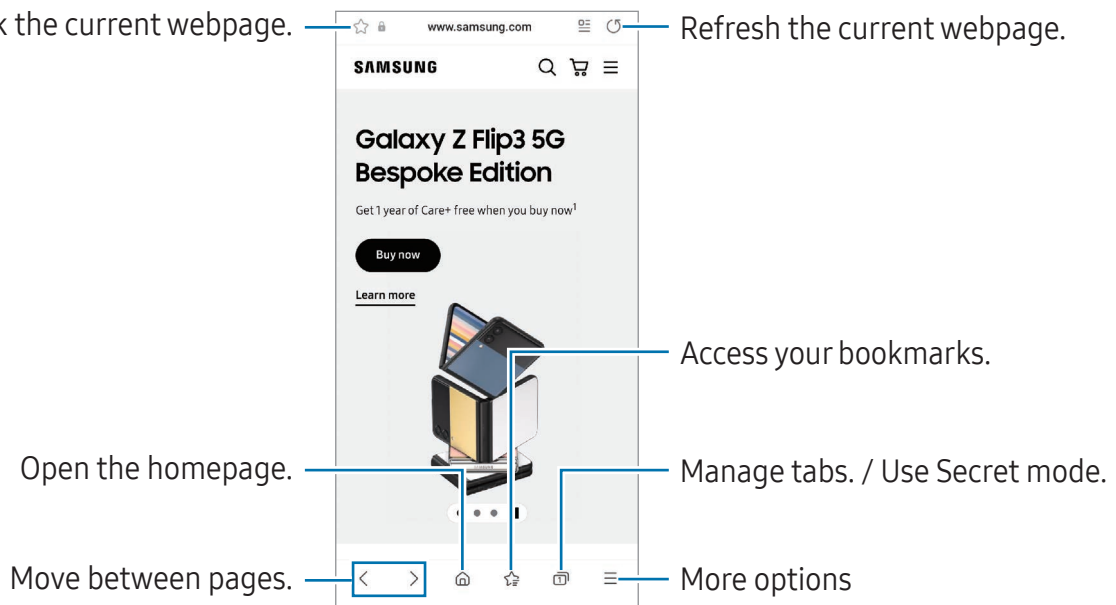 the current webpage.
www.samsung.com
Refresh the current webpage.
SAMSUNG
Galaxy Z Flip3 5G
Bespoke Edition
Get 1 year of Care+ free when you buy now1
Buy now
Learn more
Access your bookmarks.
Open the homepage.
Manage tabs. / Use Secret mode.
Move between pages.
1
More options